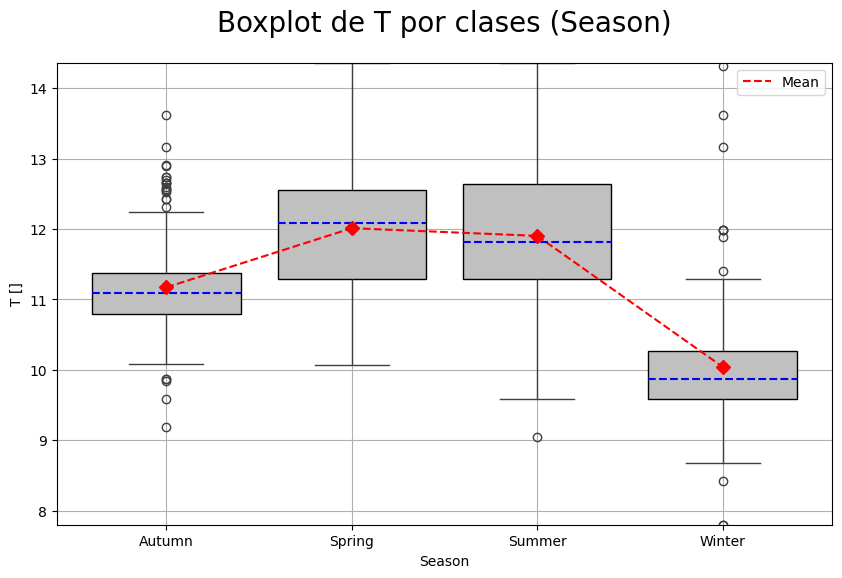 Boxplot de T por clases (Season)
Mean
14
13
12
11
10
9
8
T []
Autumn
Spring
Summer
Winter
Season